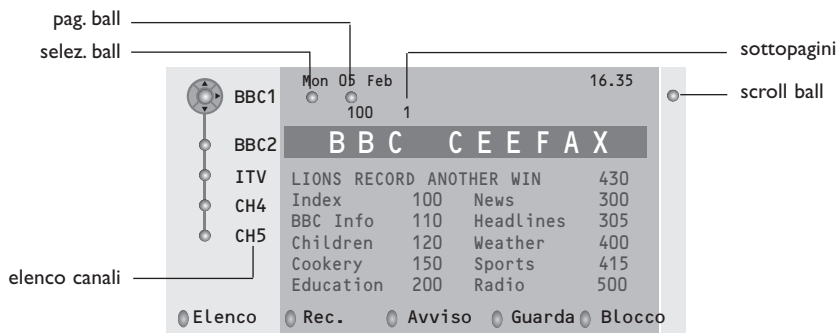 pag. ball
selez. ball
sottopagini
scroll ball
Mon 05 Feb 16.35
BBC1
100 1
BBC2
BBC CEEFAX
ITV
CH4
CH5
LIONS RECORD ANOTHER WIN 430
Index 100 News 300
BBC Info 110 Headlines 305
Children 120 Weather 400
Cookery 150 Sports 415
Education 200 Radio 500
elenco canali
Elenco Rec. Avviso Guarda Blocco